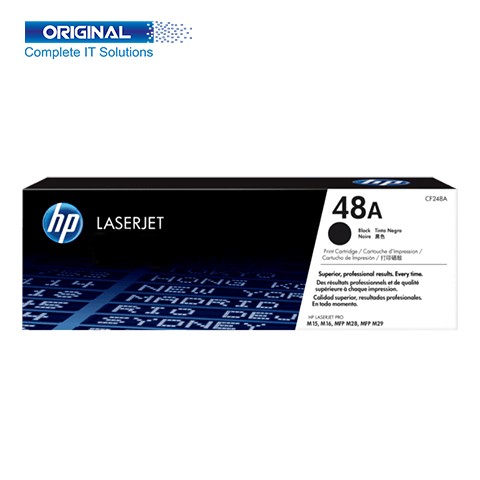 ORIGINAL
Complete IT Solutions
hp
LASERJET
48A
CF248A
Black Tinta Negra
Noire 黑色
Print Cartridge / Cartouche d'Impression /
Cartucho de Impresión / 打印硒鼓
Superior, professional results. Every time.
Des résultats professionnels et de qualité
supérieure à chaque impression.
Calidad superior, resultados profesionales.
En todo momento.
HP LASERJET PRO
M15, M16, MFP M28, MFP M29
SYDNEY